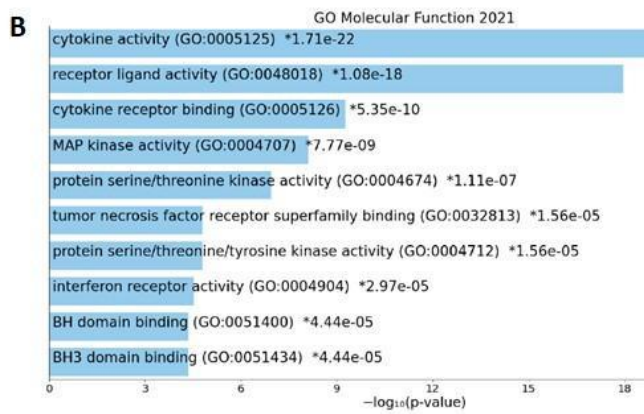 B
GO Molecular Function 2021
cytokine activity (GO:0005125) *1.71e-22
receptor ligand activity (GO:0048018) *1.08e-18
cytokine receptor binding (GO:0005126) *5.35e-10
MAP kinase activity (GO:0004707) *7.77e-09
protein serine/threonine kinase activity (GO:0004674) *1.11e-07
tumor necrosis factor receptor superfamily binding (GO:0032813) *1.56e-05
protein serine/threonine/tyrosine kinase activity (GO:0004712) *1.56e-05
interferon receptor activity (GO:0004904) *2.97e-05
BH domain binding (GO:0051400) *4.44e-05
BH3 domain binding (GO:0051434) *4.44e-05
0 3 6 9 12 15 18
−log₁₀(p-value)